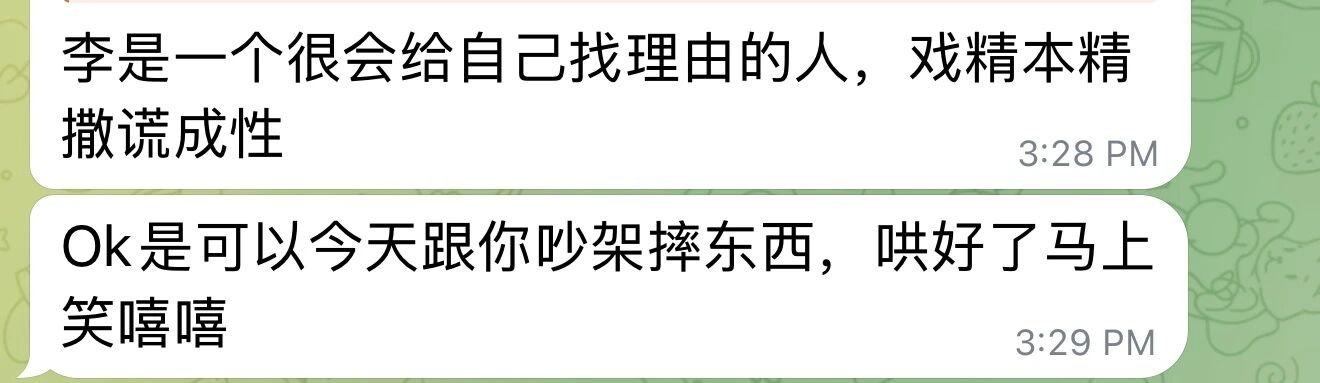 李是一个很会给自己找理由的人，戏精本精
撒谎成性
3:28 PM
Ok是可以今天跟你吵架摔东西，哄好了马上
笑嘻嘻
3:29 PM